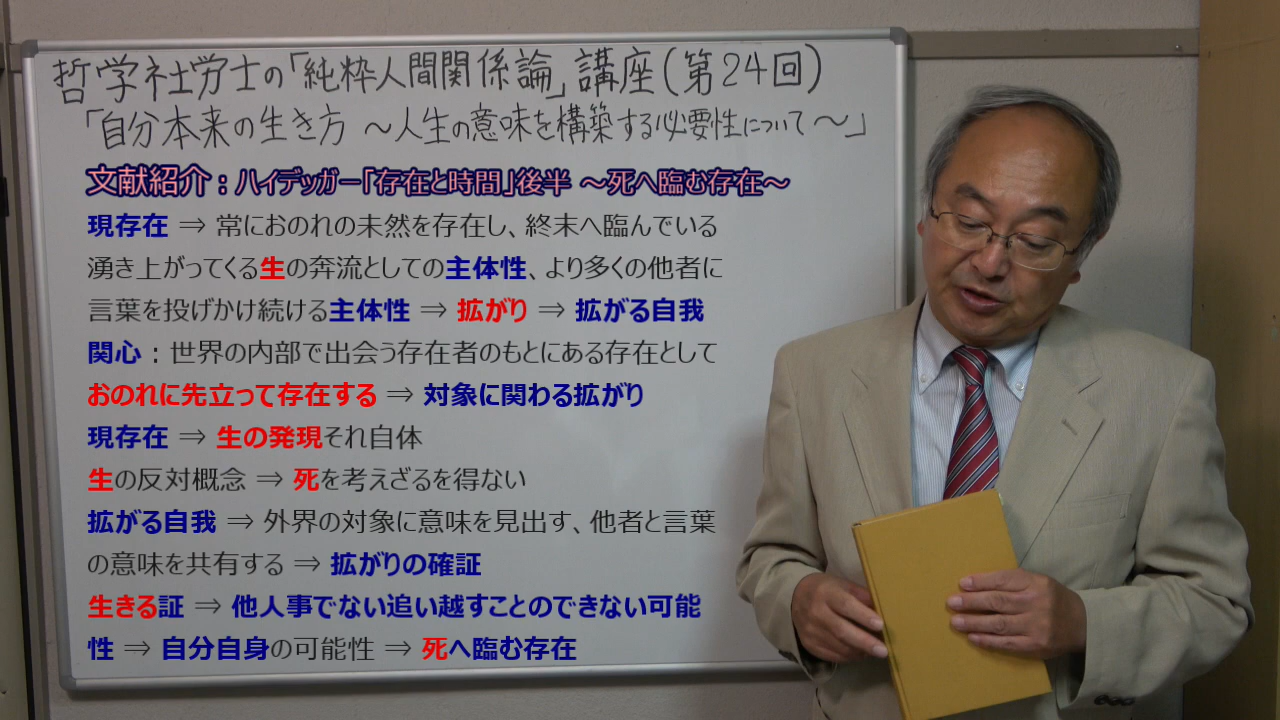 哲学社労士の「純粋人間関係論」講座(第24回)
「自分本来の生き方 ～人生の意味を構築する必要性について～」
文献紹介：ハイデッガー「存在と時間」後半 ～死へ臨む存在～
現存在 ⇒ 常におのれの未然を存在し、終末へ臨んでいる
湧き上がってくる生の奔流としての主体性、より多くの他者に
言葉を投げかけ続ける主体性 ⇒ 拡がり ⇒ 拡がる自我
関心：世界の内部で出会う存在者のもとにある存在として
おのれに先立って存在する ⇒ 対象に関わる拡がり
現存在 ⇒ 生の発現それ自体
生の反対概念 ⇒ 死を考えざるを得ない
拡がる自我 ⇒ 外界の対象に意味を見出す、他者と言葉
の意味を共有する ⇒ 拡がりの確証
生きる証 ⇒ 他人事でない追い越すことのできない可能
性 ⇒ 自分自身の可能性 ⇒ 死へ臨む存在